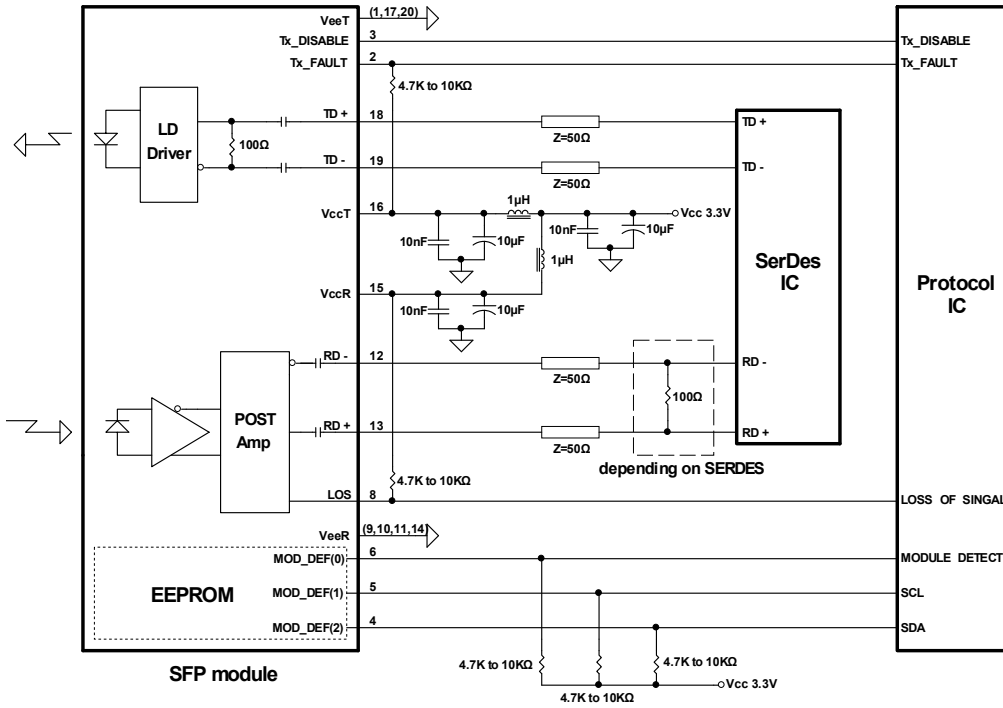 VeeT
(1,17,20)
Tx_DISABLE
3
Tx_DISABLE
Tx_FAULT
2
Tx_FAULT
4.7K to 10KΩ
LD
Driver
100Ω
TD +
18
Z=50Ω
TD +
TD -
19
Z=50Ω
TD -
1µH
VccT
16
Vcc 3.3V
10nF
10µF
10nF
10µF
1µH
SerDes
IC
Protocol
IC
VccR
15
10nF
10µF
RD -
12
Z=50Ω
RD -
100Ω
POST
Amp
RD +
13
Z=50Ω
RD +
depending on SERDES
4.7K to 10KΩ
LOS
8
LOSS OF SINGAL
VeeR
(9,10,11,14)
MOD_DEF(0)
6
MODULE DETECT
EEPROM
MOD_DEF(1)
5
SCL
MOD_DEF(2)
4
SDA
SFP module
4.7K to 10KΩ
4.7K to 10KΩ
4.7K to 10KΩ
Vcc 3.3V